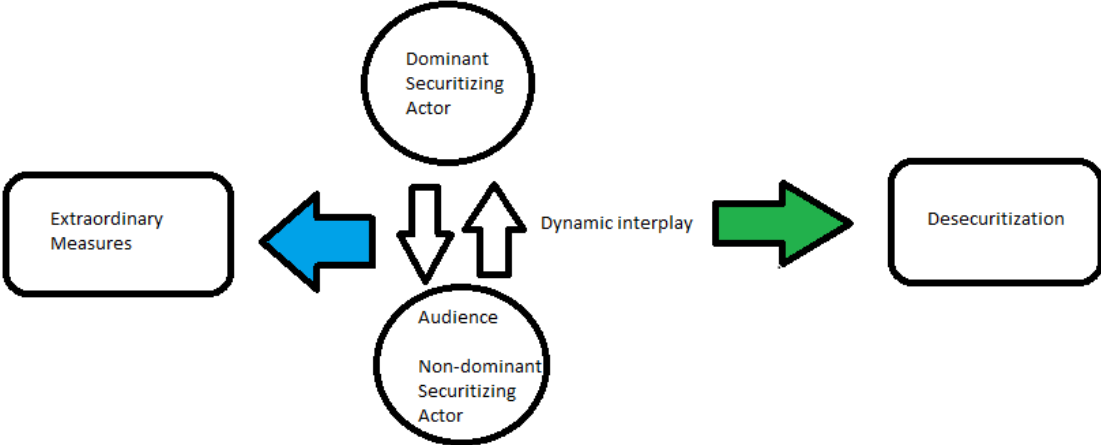 Dominant
Securitizing
Actor
Extraordinary
Measures
Dynamic interplay
Desecuritization
Audience
Non-dominant
Securitizing
Actor